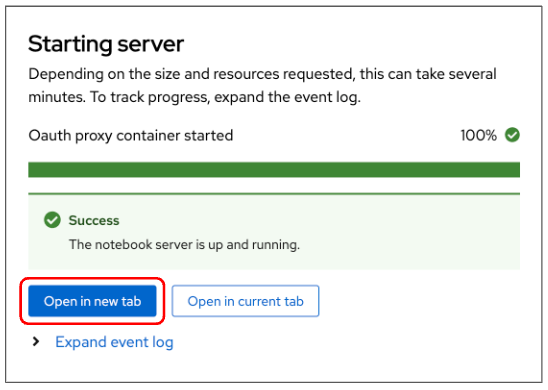 Starting server
Depending on the size and resources requested, this can take several
minutes. To track progress, expand the event log.
Oauth proxy container started 100%
Success
The notebook server is up and running.
Open in new tab Open in current tab
Expand event log